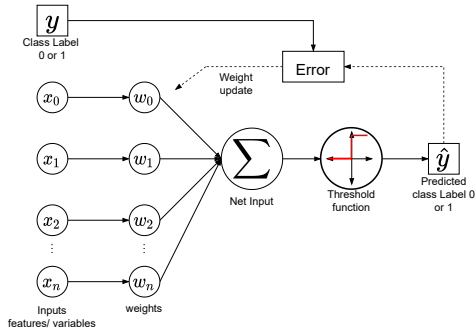 y
Class Label
0 or 1
Error
Weight
update
x₀
w₀
x₁
w₁
x₂
w₂
⋮
⋮
xₙ
wₙ
Inputs
features/ variables
weights
∑
Net Input
Threshold
function
ŷ
Predicted
class Label 0
or 1